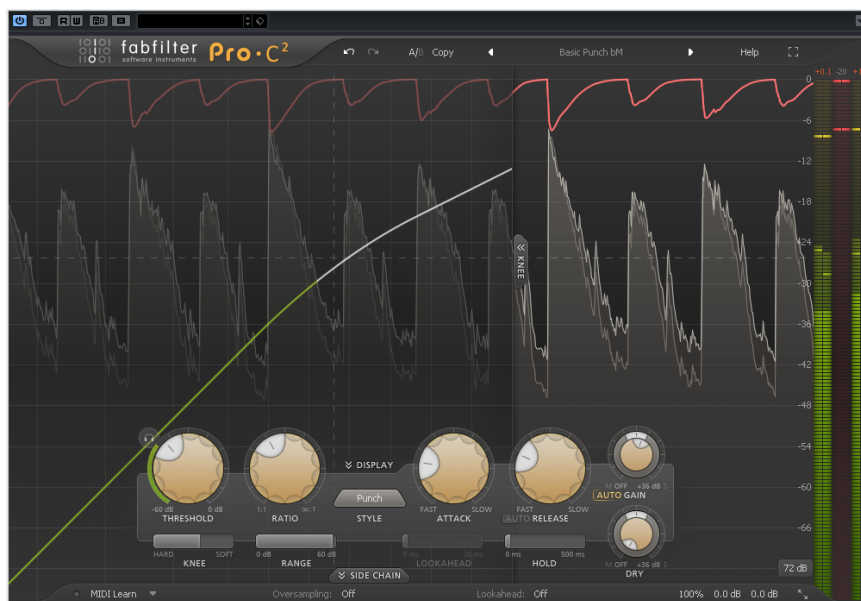 R W
fabfilter
software instruments
Pro·C²
A/B Copy
Basic Punch bM
Help
+0.1 -20 +1
0
-6
-12
-18
-24
-30
-36
-42
-48
-54
-60
-66
72 dB
KNEE
DISPLAY
Punch
STYLE
-60 dB 0 dB
THRESHOLD
1:1 ∞:1
RATIO
FAST SLOW
ATTACK
FAST SLOW
AUTO RELEASE
M OFF +36 dB S
AUTO GAIN
HARD SOFT
KNEE
0 dB 60 dB
RANGE
0 ms 20 ms
LOOKAHEAD
0 ms 500 ms
HOLD
M OFF +36 dB S
DRY
SIDE CHAIN
MIDI Learn
Oversampling: Off
Lookahead: Off
100% 0.0 dB 0.0 dB